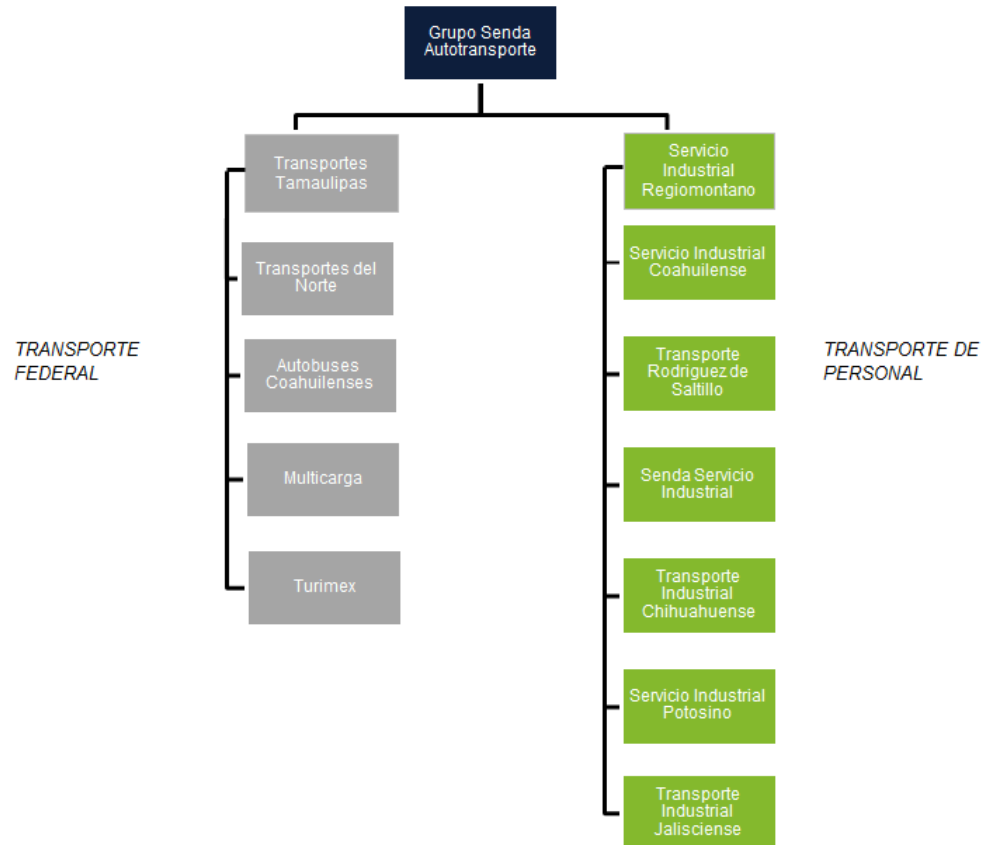 Grupo Senda
Autotransporte
Transportes
Tamaulipas
Transportes del
Norte
Autobuses
Coahuilenses
Multicarga
Turimex
TRANSPORTE
FEDERAL
Servicio
Industrial
Regiomontano
Servicio Industrial
Coahuilense
Transporte
Rodriguez de
Saltillo
Senda Servicio
Industrial
Transporte
Industrial
Chihuahuense
Servicio Industrial
Potosino
Transporte
Industrial
Jalisciense
TRANSPORTE DE
PERSONAL